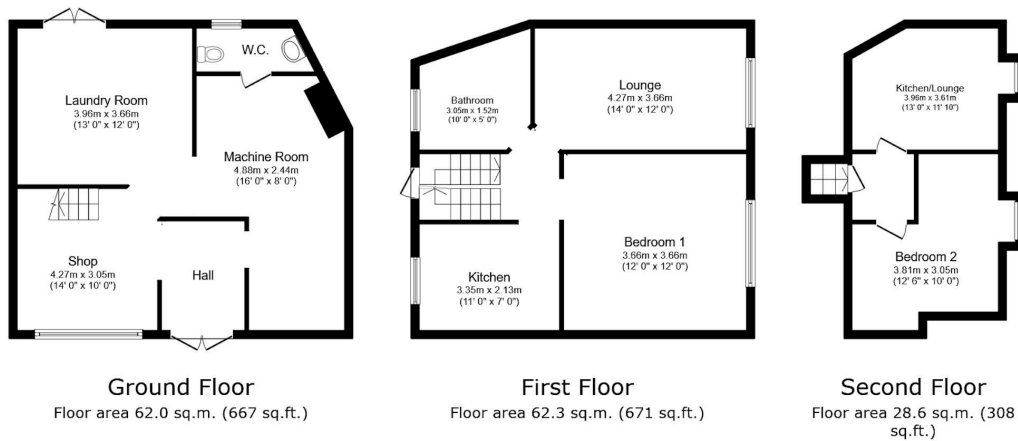 W.C.
Laundry Room
3.96m x 3.66m
(13' 0" x 12' 0")
Machine Room
4.88m x 2.44m
(16' 0" x 8' 0")
Shop
4.27m x 3.05m
(14' 0" x 10' 0")
Hall
Ground Floor
Floor area 62.0 sq.m. (667 sq.ft.)
Bathroom
3.05m x 1.52m
(10' 0" x 5' 0")
Lounge
4.27m x 3.66m
(14' 0" x 12' 0")
Bedroom 1
3.66m x 3.66m
(12' 0" x 12' 0")
Kitchen
3.35m x 2.13m
(11' 0" x 7' 0")
First Floor
Floor area 62.3 sq.m. (671 sq.ft.)
Kitchen/Lounge
3.96m x 3.61m
(13' 0" x 11' 10")
Bedroom 2
3.81m x 3.05m
(12' 6" x 10' 0")
Second Floor
Floor area 28.6 sq.m. (308
sq.ft.)